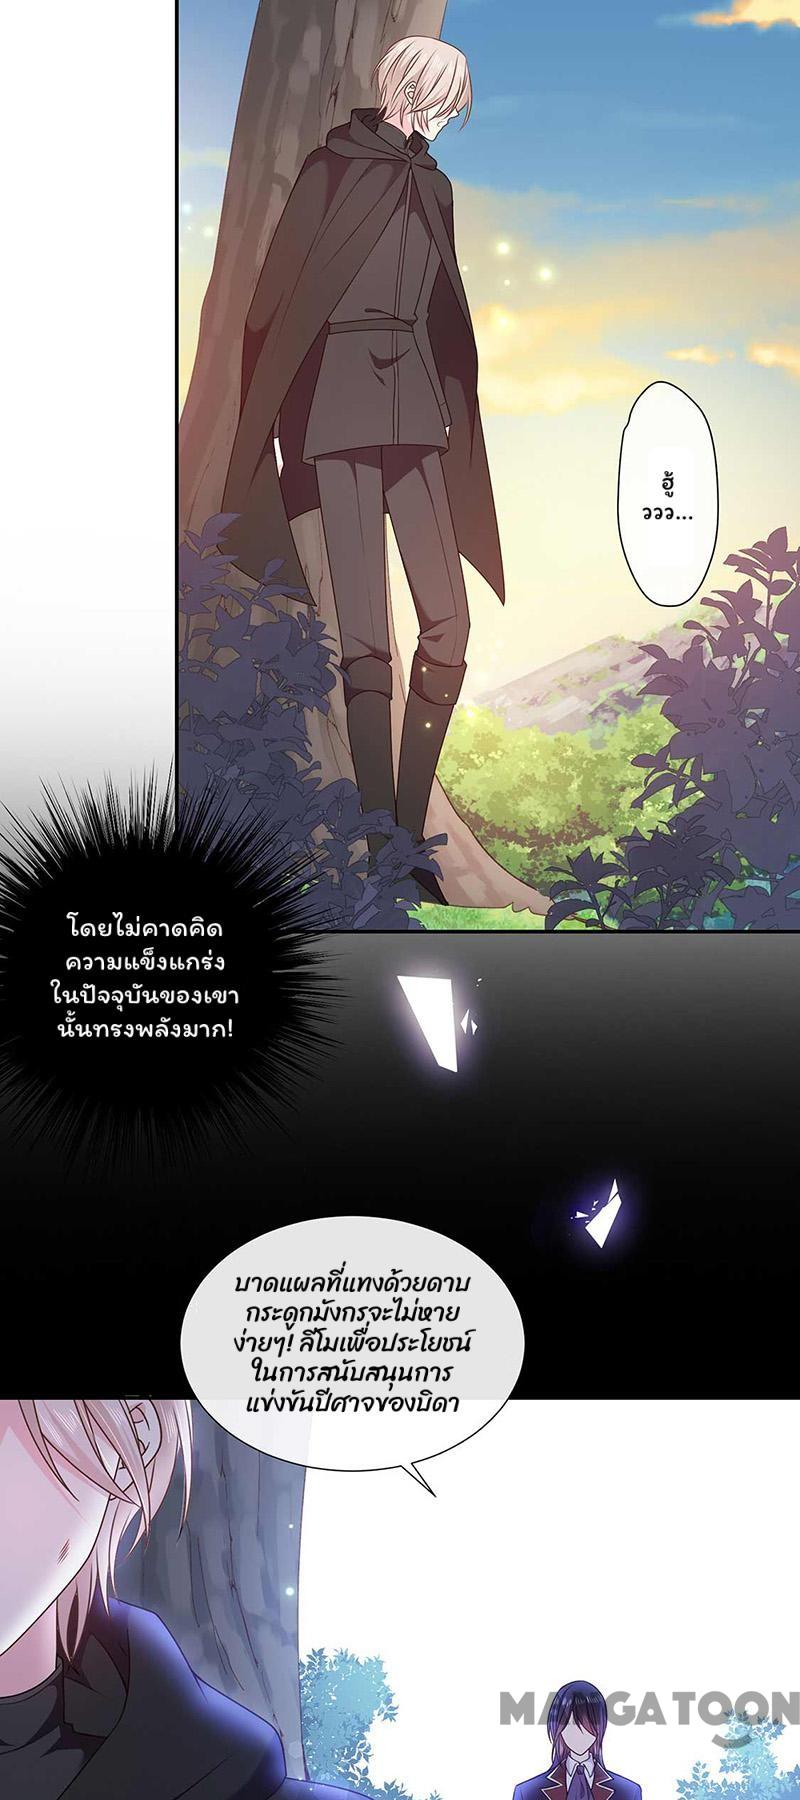 ฮู้
ววว...
โดยไม่คาดคิด
ความแข็งแกร่ง
ในปัจจุบันของเขา
นั้นทรงพลังมาก!
บาดแผลที่แทงด้วยดาบ
กระดูกมังกรจะไม่หาย
ง่ายๆ! ลีโมเพื่อประโยชน์
ในการสนับสนุนการ
แข่งขันปีศาจของบิดา
MANGATOON